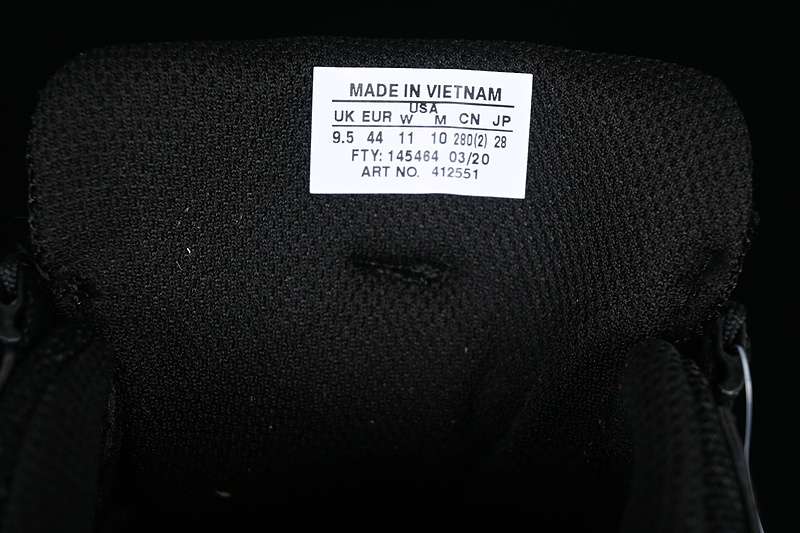 MADE IN VIETNAM
USA
UK EUR W M CN JP
9.5 44 11 10 280(2) 28
FTY: 145464 03/20
ART NO. 412551